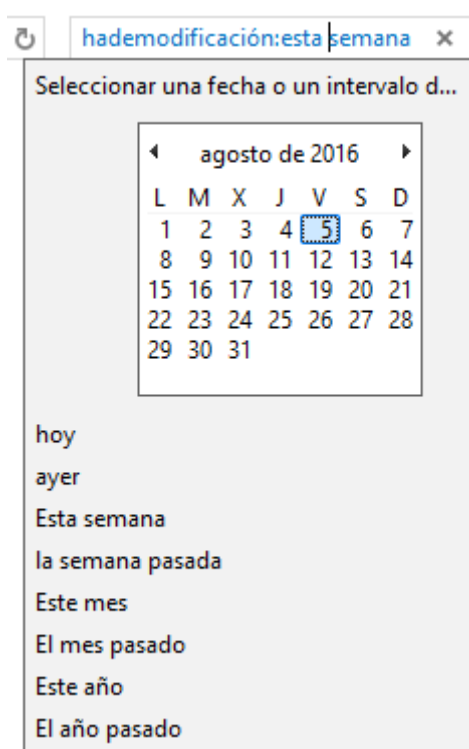 hademodificación:esta semana
Seleccionar una fecha o un intervalo d...
agosto de 2016
L M X J V S D
1 2 3 4 5 6 7
8 9 10 11 12 13 14
15 16 17 18 19 20 21
22 23 24 25 26 27 28
29 30 31
hoy
ayer
Esta semana
la semana pasada
Este mes
El mes pasado
Este año
El año pasado